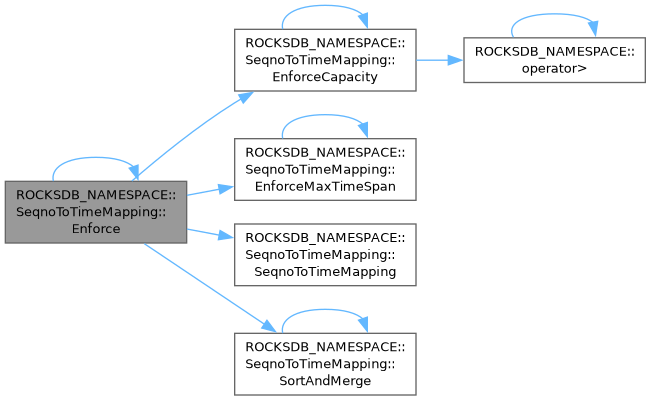 ROCKSDB_NAMESPACE::
SeqnoToTimeMapping::
Enforce
ROCKSDB_NAMESPACE::
SeqnoToTimeMapping::
EnforceCapacity
ROCKSDB_NAMESPACE::
operator>
ROCKSDB_NAMESPACE::
SeqnoToTimeMapping::
EnforceMaxTimeSpan
ROCKSDB_NAMESPACE::
SeqnoToTimeMapping::
SeqnoToTimeMapping
ROCKSDB_NAMESPACE::
SeqnoToTimeMapping::
SortAndMerge